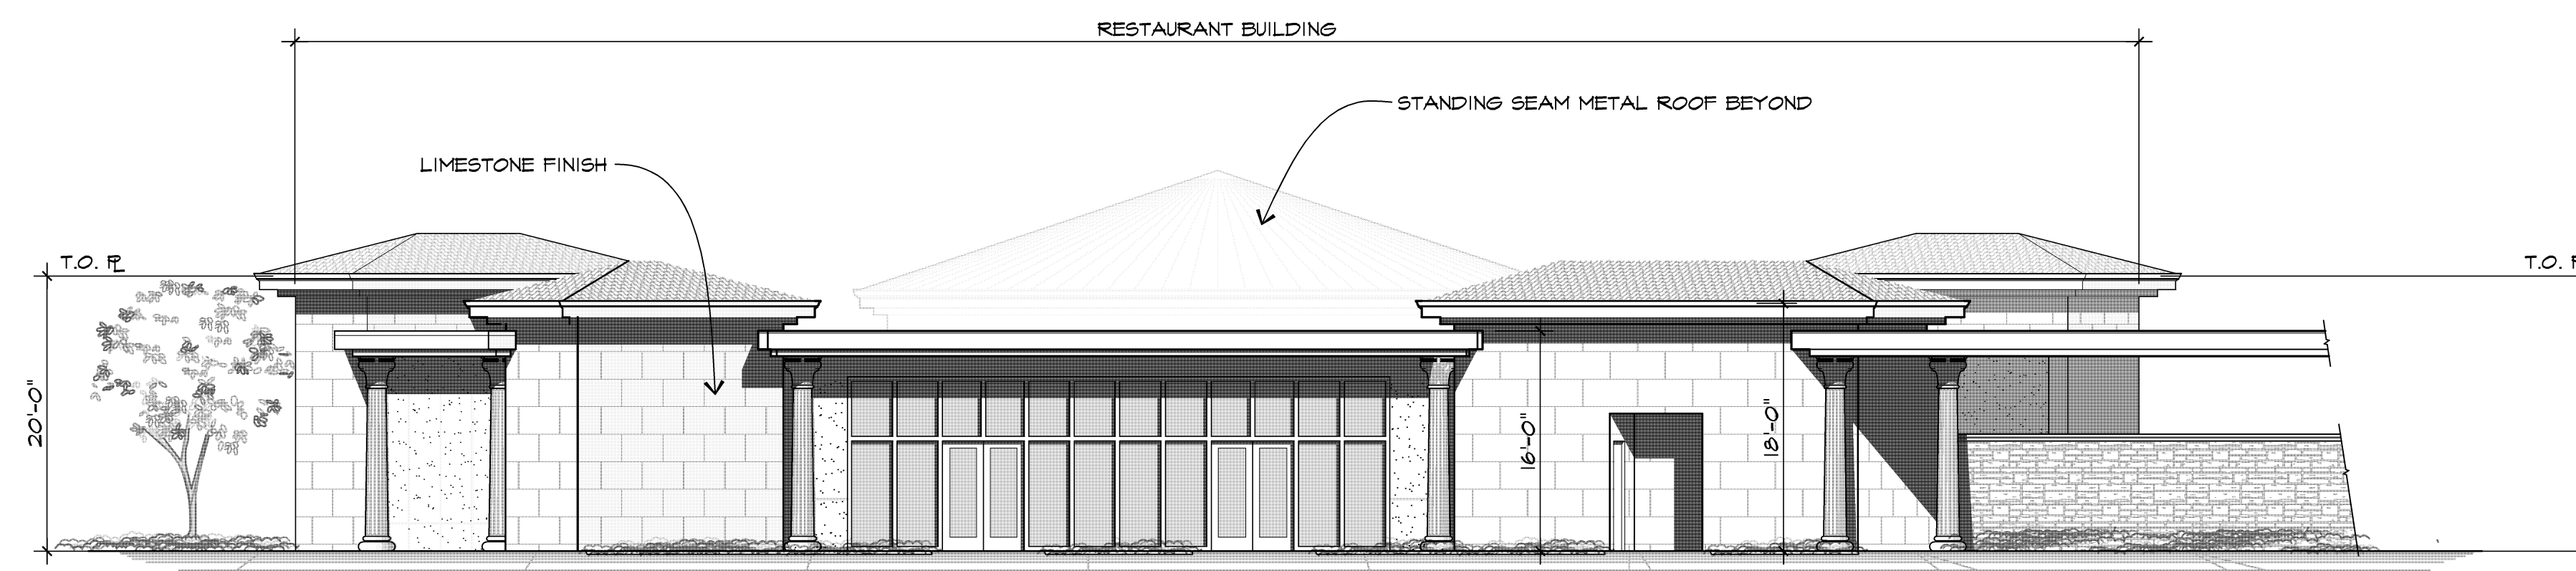 RESTAURANT BUILDING
STANDING SEAM METAL ROOF BEYOND
LIMESTONE FINISH
T.O. PL
T.O.
20'-0"
16'-0"
18'-0"